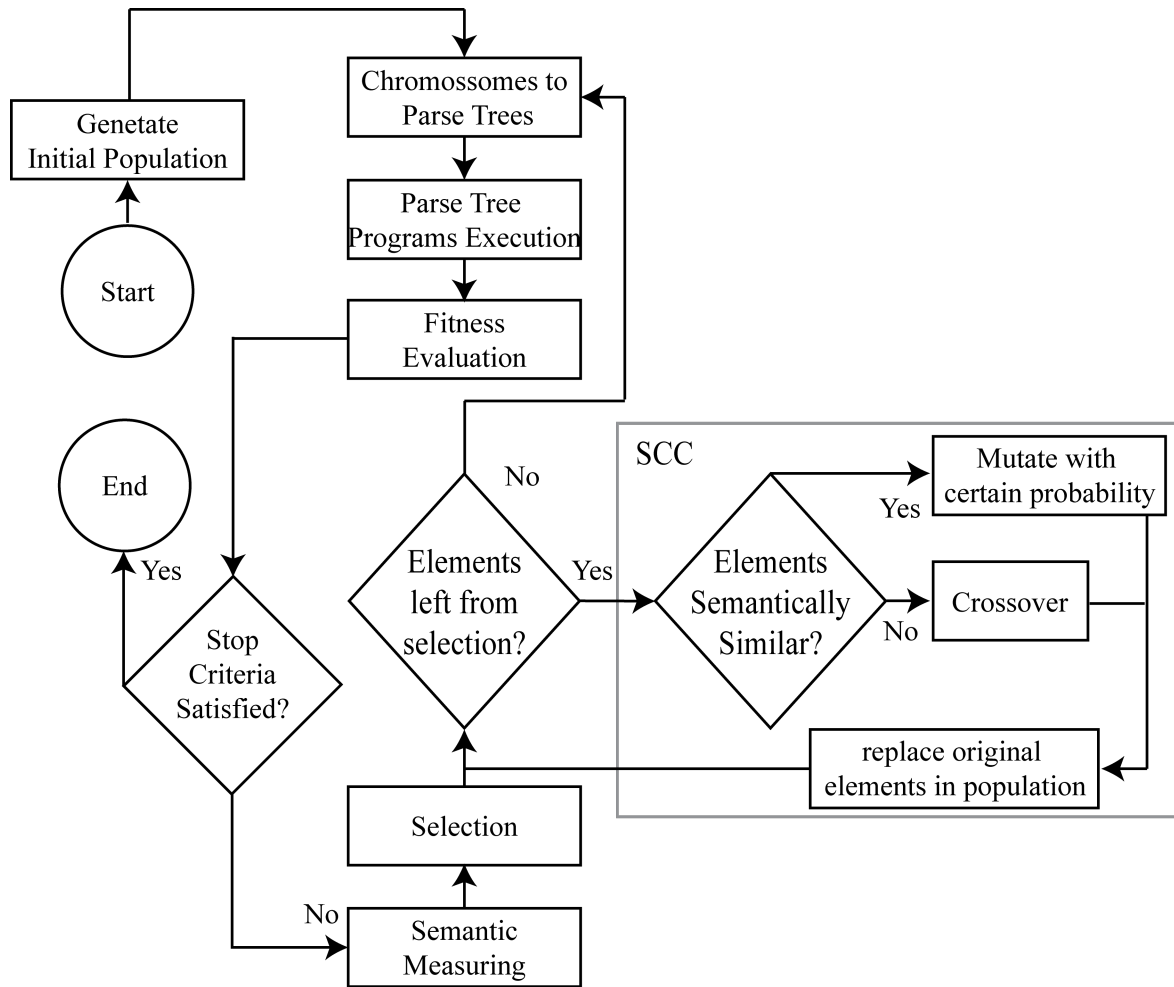 Chromossomes to
Parse Trees
Genetate
Initial Population
Parse Tree
Programs Execution
Start
Fitness
Evaluation
SCC
Mutate with
certain probability
End
No
Yes
Yes
Elements
left from
selection?
Yes
Elements
Semantically
Similar?
No
Crossover
Stop
Criteria
Satisfied?
replace original
elements in population
Selection
No
Semantic
Measuring